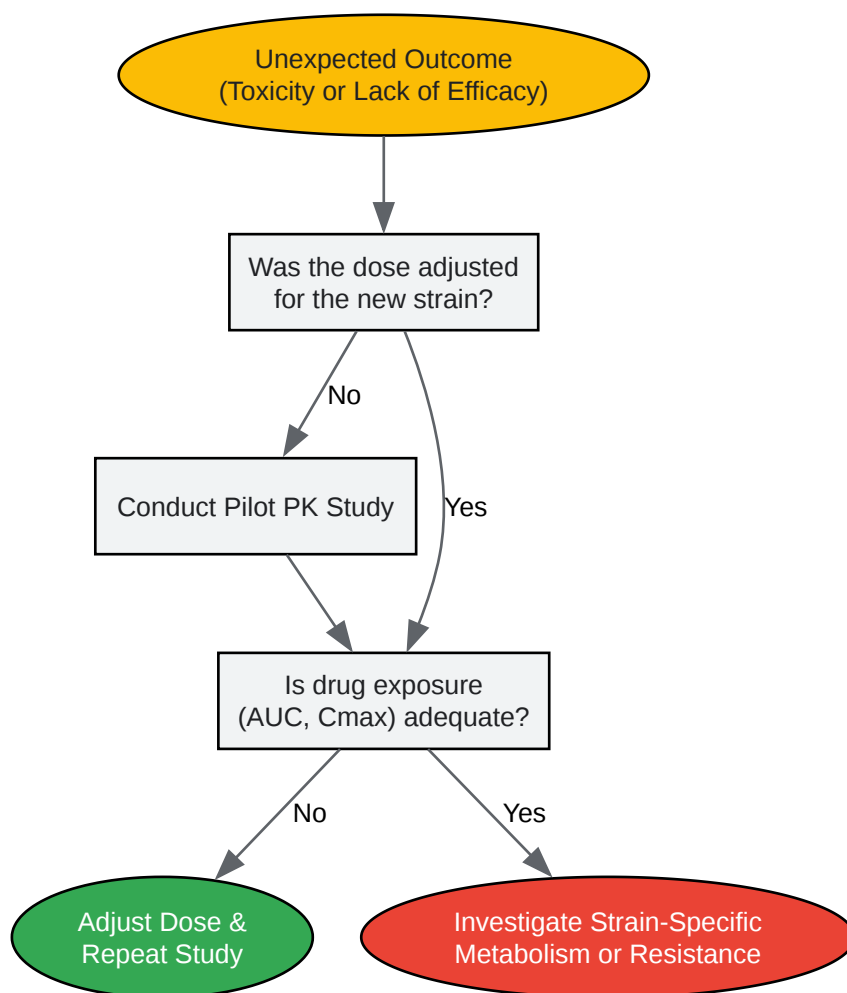 Unexpected Outcome
(Toxicity or Lack of Efficacy)
Was the dose adjusted
for the new strain?
No
Conduct Pilot PK Study
Yes
Is drug exposure
(AUC, Cmax) adequate?
No
Yes
Adjust Dose &
Repeat Study
Investigate Strain-Specific
Metabolism or Resistance